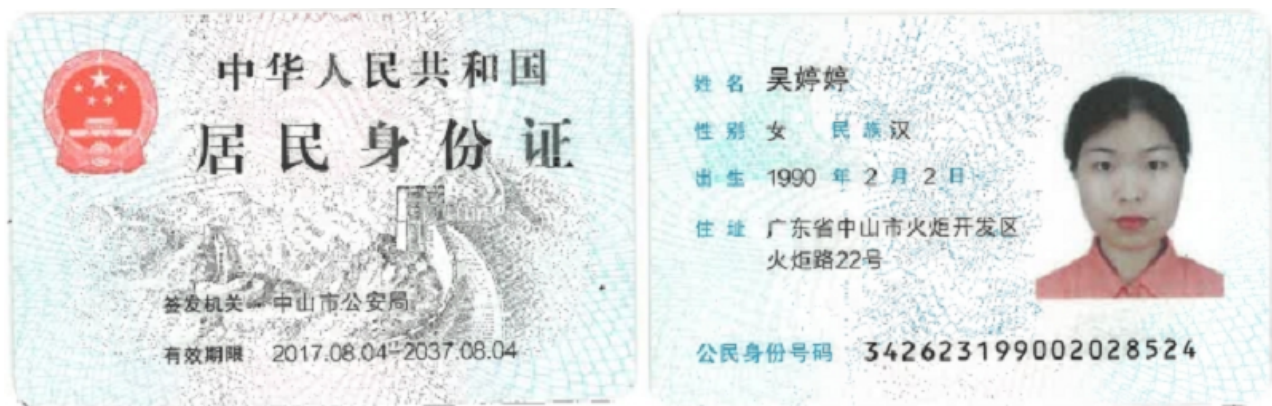 中华人民共和国
居民身份证
签发机关 中山市公安局
有效期限 2017.08.04-2037.08.04
姓名 吴婷婷
性别 女 民族 汉
出生 1990 年 2 月 2 日
住址 广东省中山市火炬开发区
火炬路22号
公民身份号码 342623199002028524